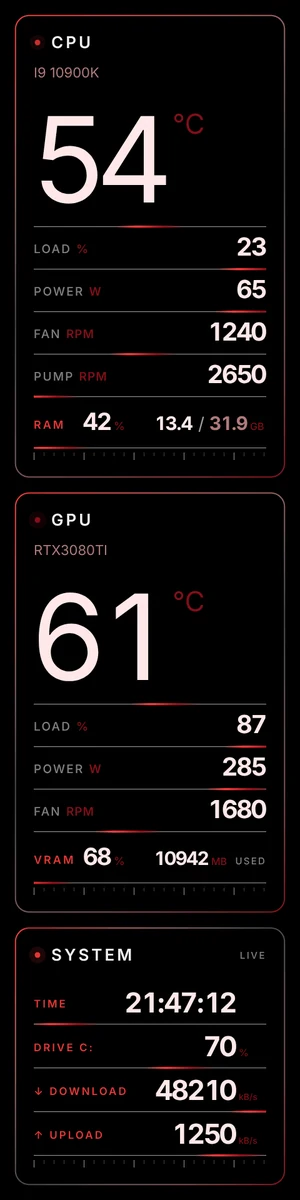 CPU
I9 10900K
54 °C
LOAD % 23
POWER W 65
FAN RPM 1240
PUMP RPM 2650
RAM 42 % 13.4 / 31.9 GB
GPU
RTX3080TI
61 °C
LOAD % 87
POWER W 285
FAN RPM 1680
VRAM 68 % 10942 MB USED
SYSTEM LIVE
TIME 21:47:12
DRIVE C: 70 %
↓ DOWNLOAD 48210 kB/s
↑ UPLOAD 1250 kB/s